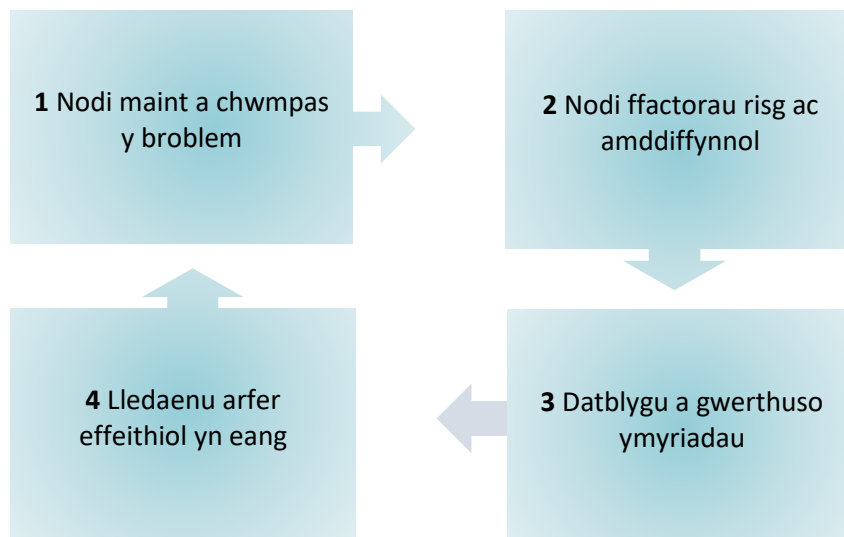 1 Nodi maint a chwmpas
y broblem
2 Nodi ffactorau risg ac
amddiffynnol
3 Datblygu a gwerthuso
ymyriadau
4 Lledaenu arfer
effeithiol yn eang